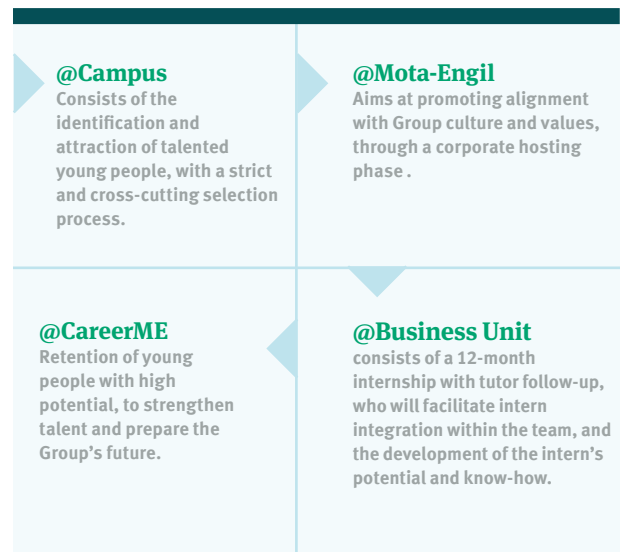 @Campus
Consists of the
identification and
attraction of talented
young people, with a strict
and cross-cutting selection
process.
@Mota-Engil
Aims at promoting alignment
with Group culture and values,
through a corporate hosting
phase .
@Business Unit
consists of a 12-month
internship with tutor follow-up,
who will facilitate intern
integration within the team, and
the development of the intern’s
potential and know-how.
@CareerME
Retention of young
people with high
potential, to strengthen
talent and prepare the
Group’s future.